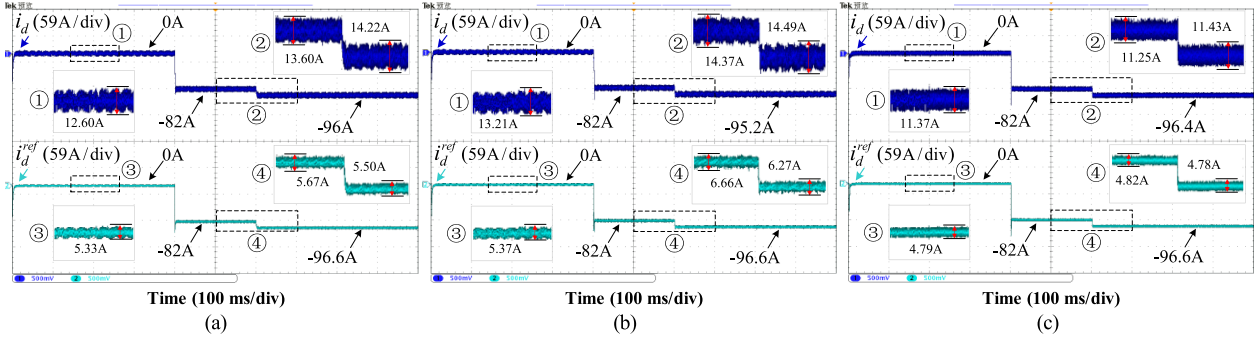 Tek 预览
i_d (59A/div)
①
0A
②
14.22A
13.60A
①
12.60A
-82A
②
-96A
i_d^ref (59A/div)
③
0A
④
5.50A
5.67A
③
5.33A
-82A
④
-96.6A
1 500mV 2 500mV
Time (100 ms/div)
(a)
Tek 预览
i_d (59A/div)
①
0A
②
14.49A
14.37A
①
13.21A
-82A
②
-95.2A
i_d^ref (59A/div)
③
0A
④
6.27A
6.66A
③
5.37A
-82A
④
-96.6A
1 500mV 2 500mV
Time (100 ms/div)
(b)
Tek 预览
i_d (59A/div)
①
0A
②
11.43A
11.25A
①
11.37A
-82A
②
-96.4A
i_d^ref (59A/div)
③
0A
④
4.78A
4.82A
③
4.79A
-82A
④
-96.6A
1 500mV 2 500mV
Time (100 ms/div)
(c)